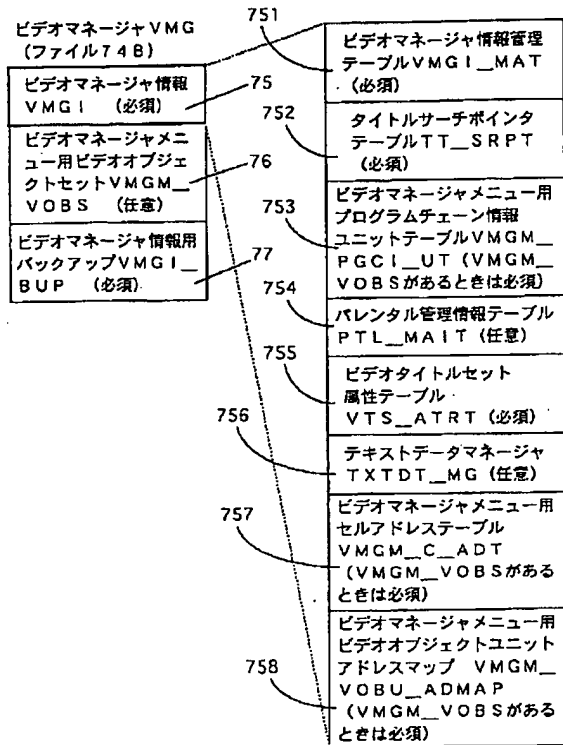 ビデオマネージャVMG
(ファイル74B)
ビデオマネージャ情報
VMGI (必須)
75
ビデオマネージャメニ
ュー用ビデオオブジェ
クトセットVMGM__
VOBS (任意)
76
ビデオマネージャ情報用
バックアップVMGI__
BUP (必須)
77
751
ビデオマネージャ情報管理
テーブルVMGI__MAT
(必須)
752
タイトルサーチポインタ
テーブルTT__SRPT
(必須)
753
ビデオマネージャメニュー用
プログラムチェーン情報
ユニットテーブルVMGM__
PGCI__UT (VMGM__
VOBSがあるときは必須)
754
パレンタル管理情報テーブル
PTL__MAIT (任意)
755
ビデオタイトルセット
属性テーブル
VTS__ATRT (必須)
756
テキストデータマネージャ
TXTDT__MG (任意)
757
ビデオマネージャメニュー用
セルアドレステーブル
VMGM__C__ADT
(VMGM__VOBSがある
ときは必須)
758
ビデオマネージャメニュー用
ビデオオブジェクトユニット
アドレスマップ VMGM__
VOBU__ADMAP
(VMGM__VOBSがある
ときは必須)